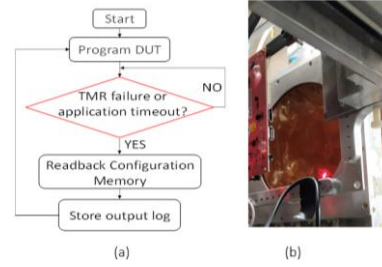 Start
Program DUT
NO
TMR failure or
application timeout?
YES
Readback Configuration
Memory
Store output log
(a)
(b)